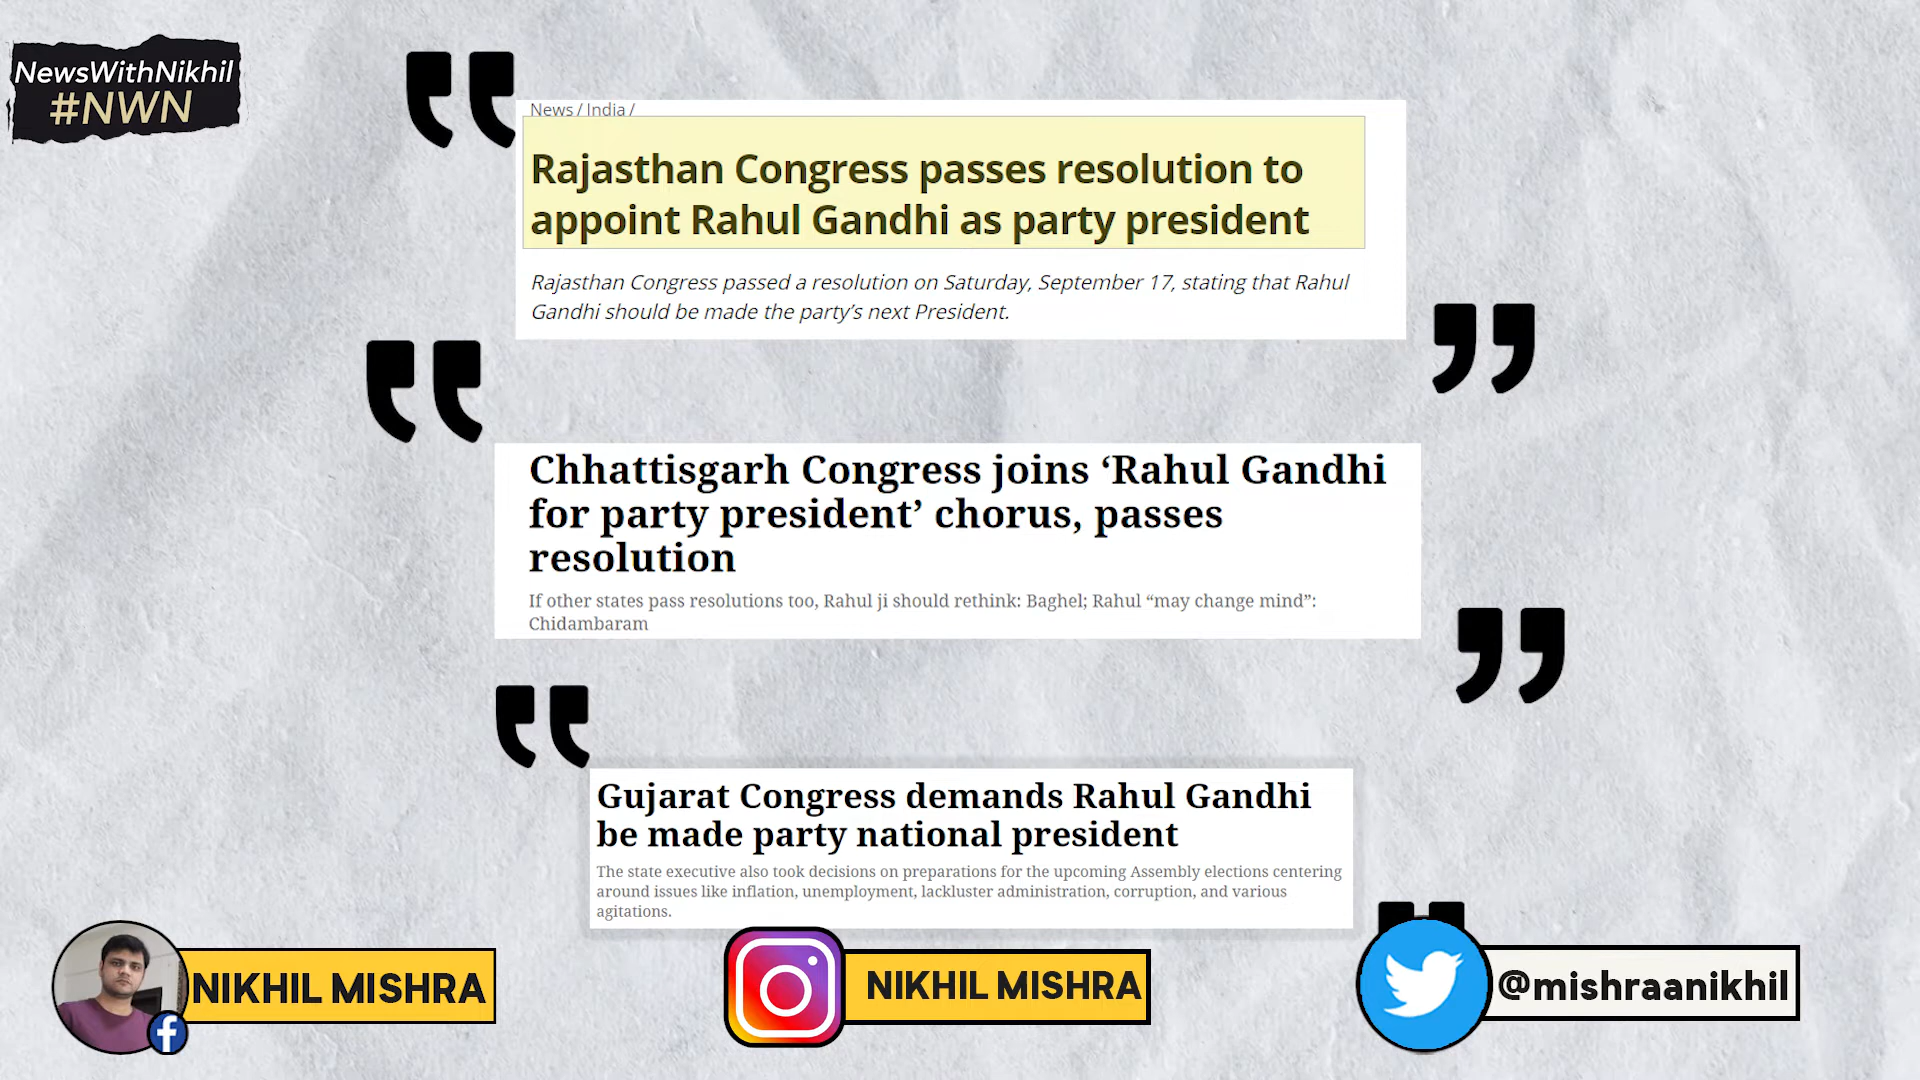 NewsWithNikhil
#NWN
News / India /
Rajasthan Congress passes resolution to
appoint Rahul Gandhi as party president
Rajasthan Congress passed a resolution on Saturday, September 17, stating that Rahul
Gandhi should be made the party’s next President.
Chhattisgarh Congress joins ‘Rahul Gandhi
for party president’ chorus, passes
resolution
If other states pass resolutions too, Rahul ji should rethink: Baghel; Rahul “may change mind”:
Chidambaram
Gujarat Congress demands Rahul Gandhi
be made party national president
The state executive also took decisions on preparations for the upcoming Assembly elections centering
around issues like inflation, unemployment, lackluster administration, corruption, and various
agitations.
NIKHIL MISHRA
NIKHIL MISHRA
@mishraanikhil